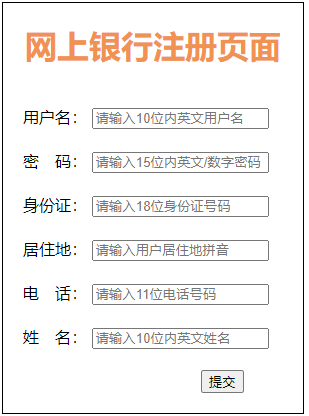 网上银行注册页面
用户名： 请输入10位内英文用户名
密　码： 请输入15位内英文/数字密码
身份证： 请输入18位身份证号码
居住地： 请输入用户居住地拼音
电　话： 请输入11位电话号码
姓　名： 请输入10位内英文姓名
提交